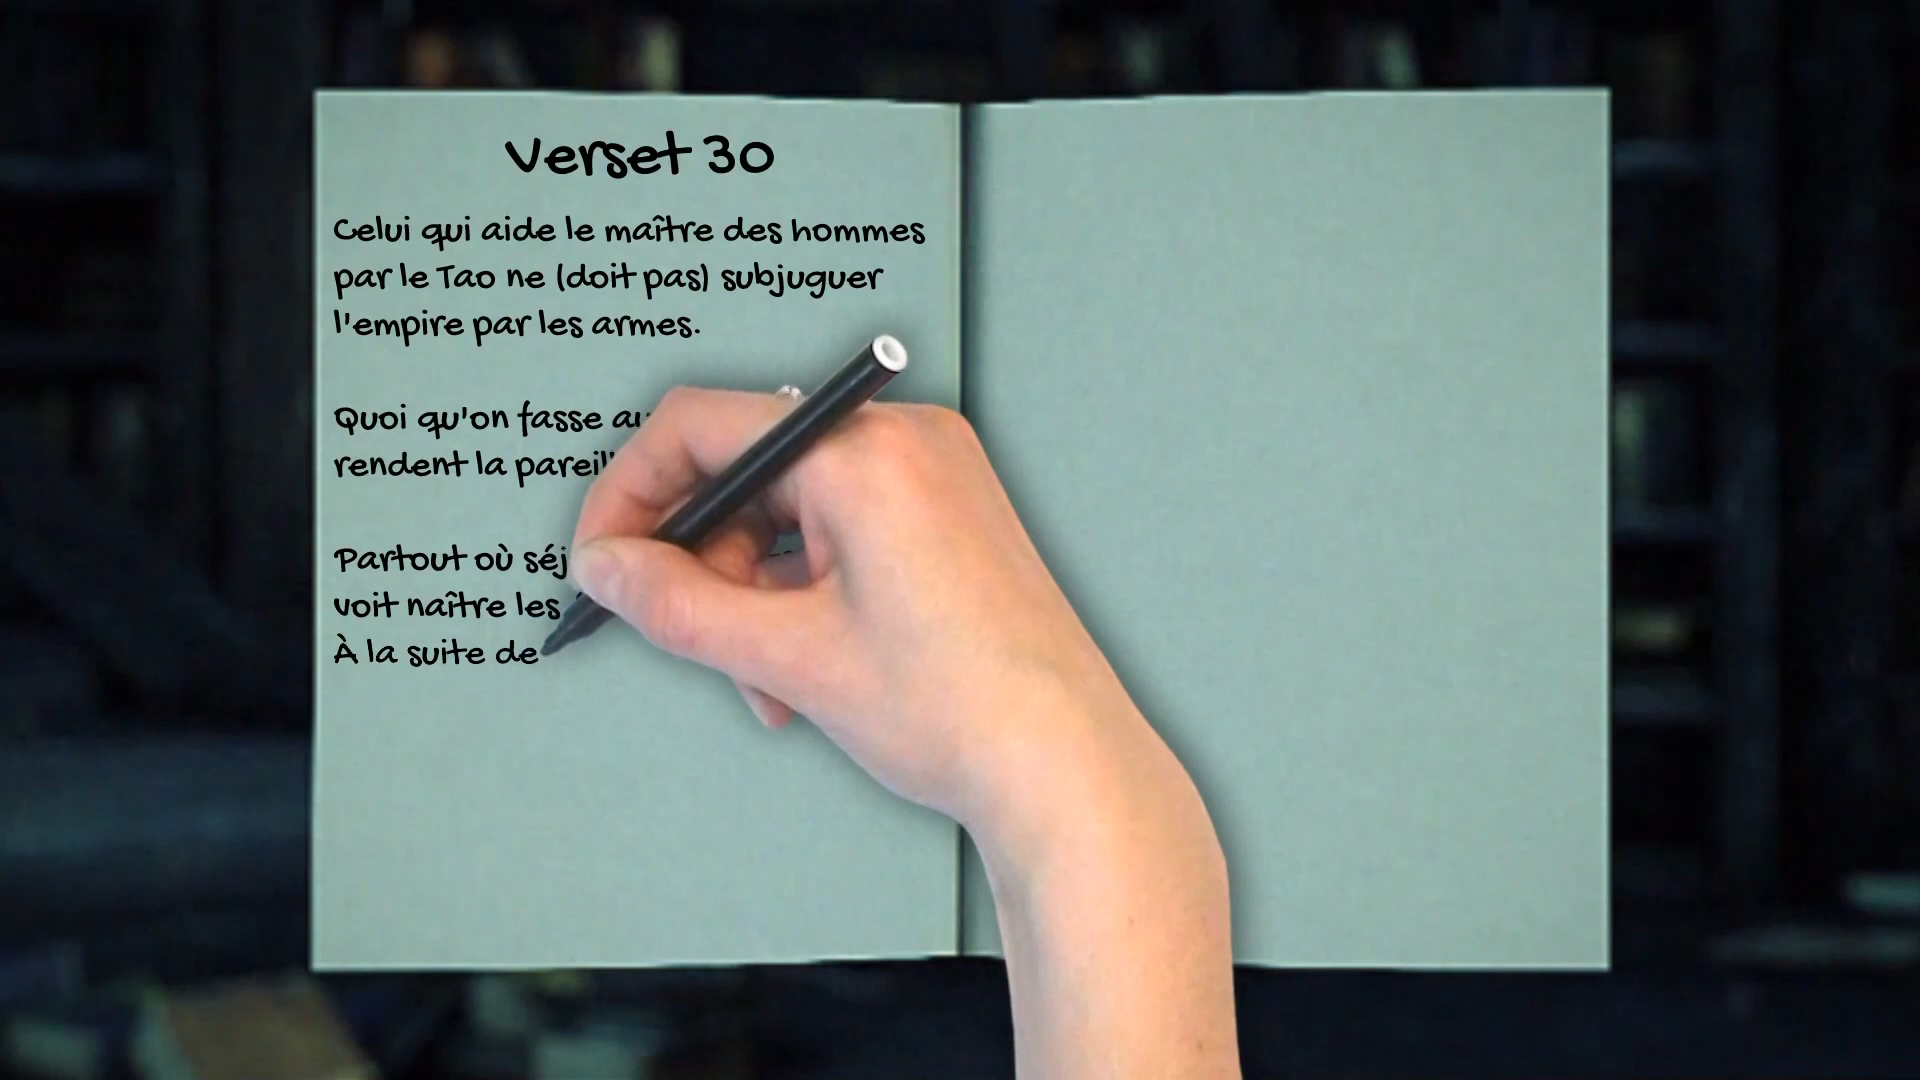 Verset 30
Celui qui aide le maître des hommes
par le Tao ne (doit pas) subjuguer
l'empire par les armes.
Quoi qu'on fasse
rendent la
Partout où
voit naître les
À la suite de